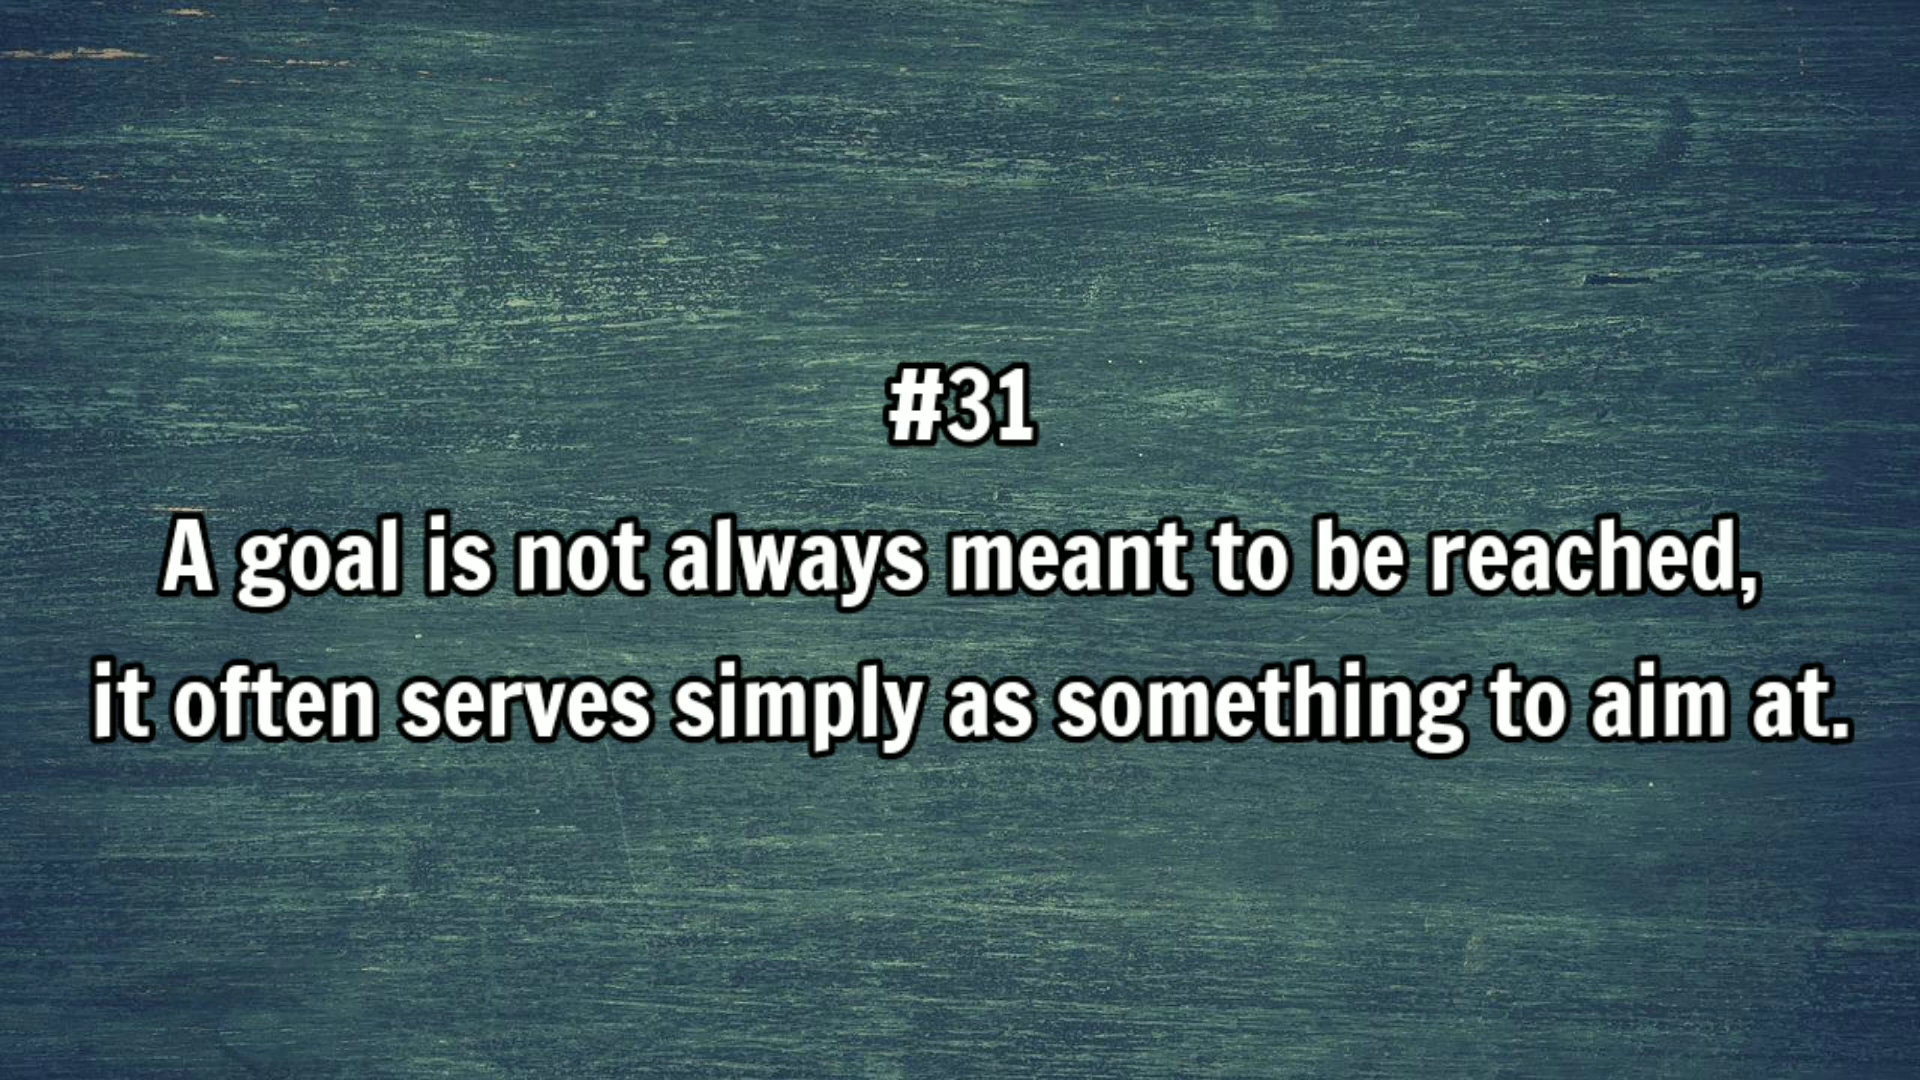 #31
A goal is not always meant to be reached,
it often serves simply as something to aim at.